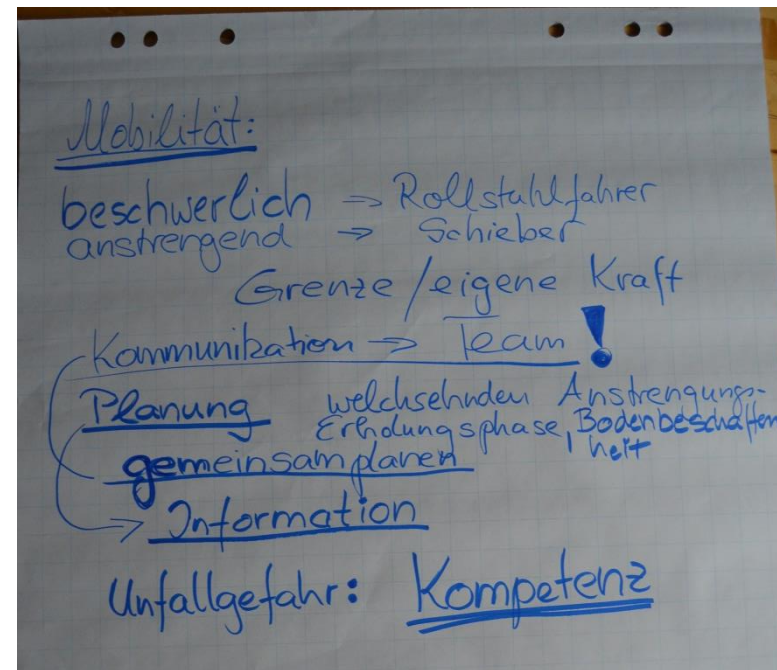 Mobilität:
beschwerlich → Rollstuhlfahrer
anstrengend → Schieber
Grenze / eigene Kraft
Kommunikation → Team!
Planung welchsehnden Anstrengungs-
Erholungsphase, Bodenbeschaffen
heit
gemeinsam planen
→ Information
Unfallgefahr: Kompetenz